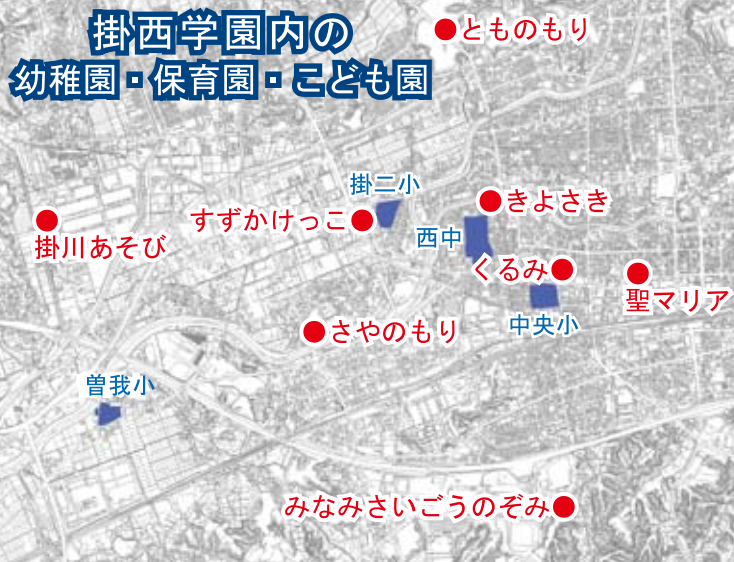 掛西学園内の
幼稚園・保育園・こども園
とものもり
掛二小
きよさき
すずかけっこ
西中
掛川あそび
くるみ
聖マリア
中央小
さやのもり
曽我小
みなみさいごうのぞみ